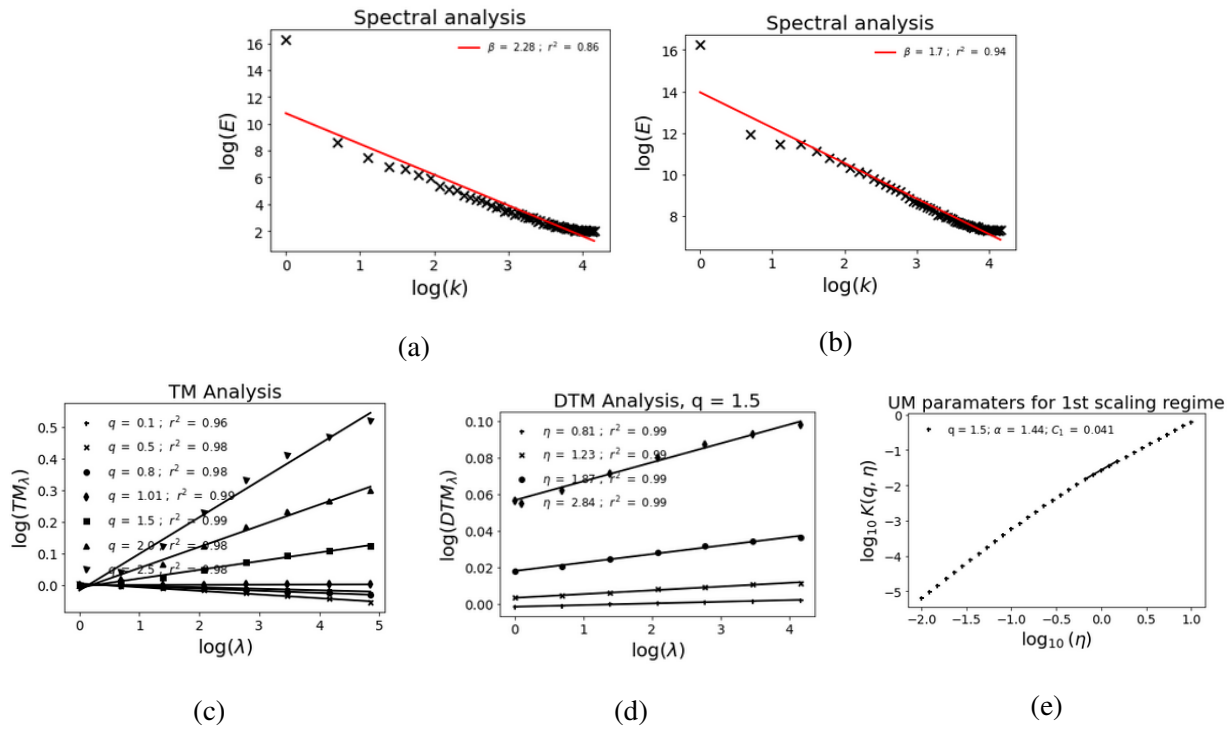 Spectral analysis
β = 2.28 ; r² = 0.86
log(E)
16
14
12
10
8
6
4
2
0 1 2 3 4
log(k)
(a)
Spectral analysis
β = 1.7 ; r² = 0.94
log(E)
16
14
12
10
8
0 1 2 3 4
log(k)
(b)
TM Analysis
q = 0.1 ; r² = 0.96
q = 0.5 ; r² = 0.98
q = 0.8 ; r² = 0.98
q = 1.01 ; r² = 0.99
q = 1.5 ; r² = 0.99
q = 2.0 ; r² = 0.98
q = 2.5 ; r² = 0.98
log(TM_λ)
0.5
0.4
0.3
0.2
0.1
0.0
0 1 2 3 4 5
log(λ)
(c)
DTM Analysis, q = 1.5
η = 0.81 ; r² = 0.99
η = 1.23 ; r² = 0.99
η = 1.87 ; r² = 0.99
η = 2.84 ; r² = 0.99
log(DTM_λ)
0.10
0.08
0.06
0.04
0.02
0.00
0 1 2 3 4
log(λ)
(d)
UM paramaters for 1st scaling regime
q = 1.5; α = 1.44; C₁ = 0.041
log₁₀ K(q, η)
0
−1
−2
−3
−4
−5
−2.0 −1.5 −1.0 −0.5 0.0 0.5 1.0
log₁₀ (η)
(e)